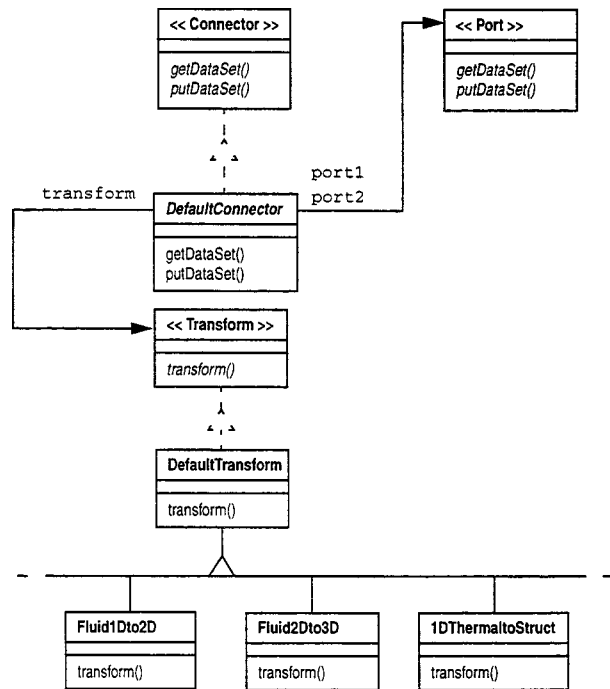 << Connector >>
getDataSet()
putDataSet()
<< Port >>
getDataSet()
putDataSet()
port1
port2
transform
DefaultConnector
getDataSet()
putDataSet()
<< Transform >>
transform()
DefaultTransform
transform()
Fluid1Dto2D
transform()
Fluid2Dto3D
transform()
1DThermaltoStruct
transform()